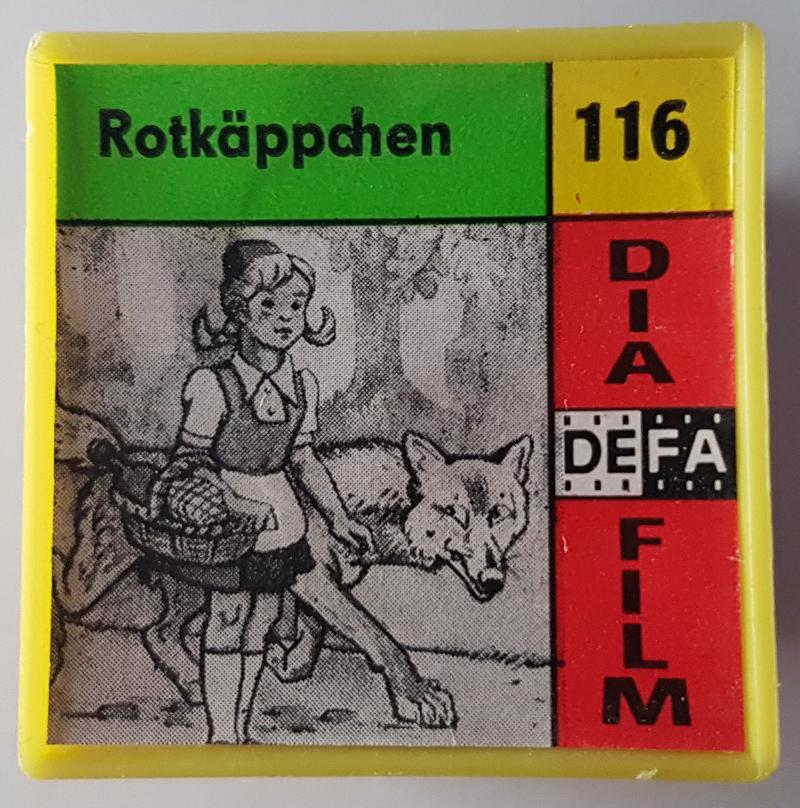 Rotkäppchen
116
DIA
DEFA
FILM